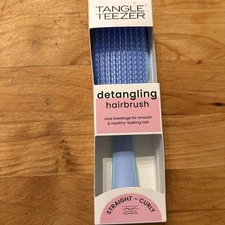 TANGLE
TEEZER
detangling
hairbrush
Less breakage for smooth
& healthy-looking hair
STRAIGHT ~ CURLY